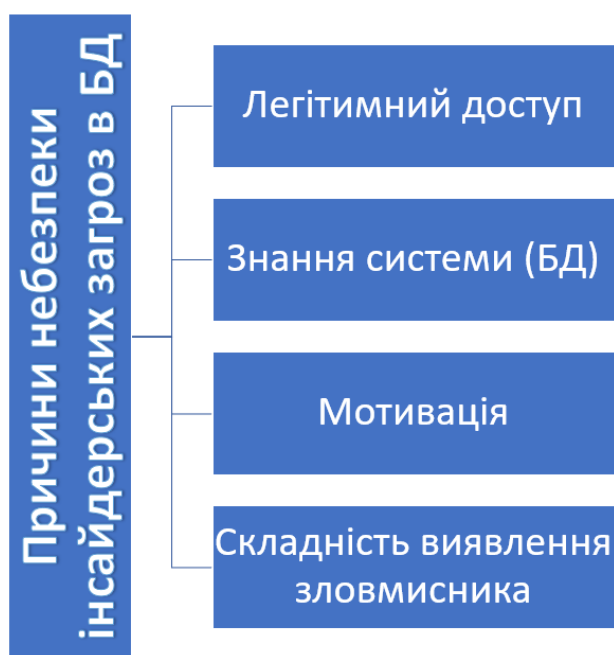 Причини небезпеки
інсайдерських загроз в БД
Легітимний доступ
Знання системи (БД)
Мотивація
Складність виявлення
зловмисника